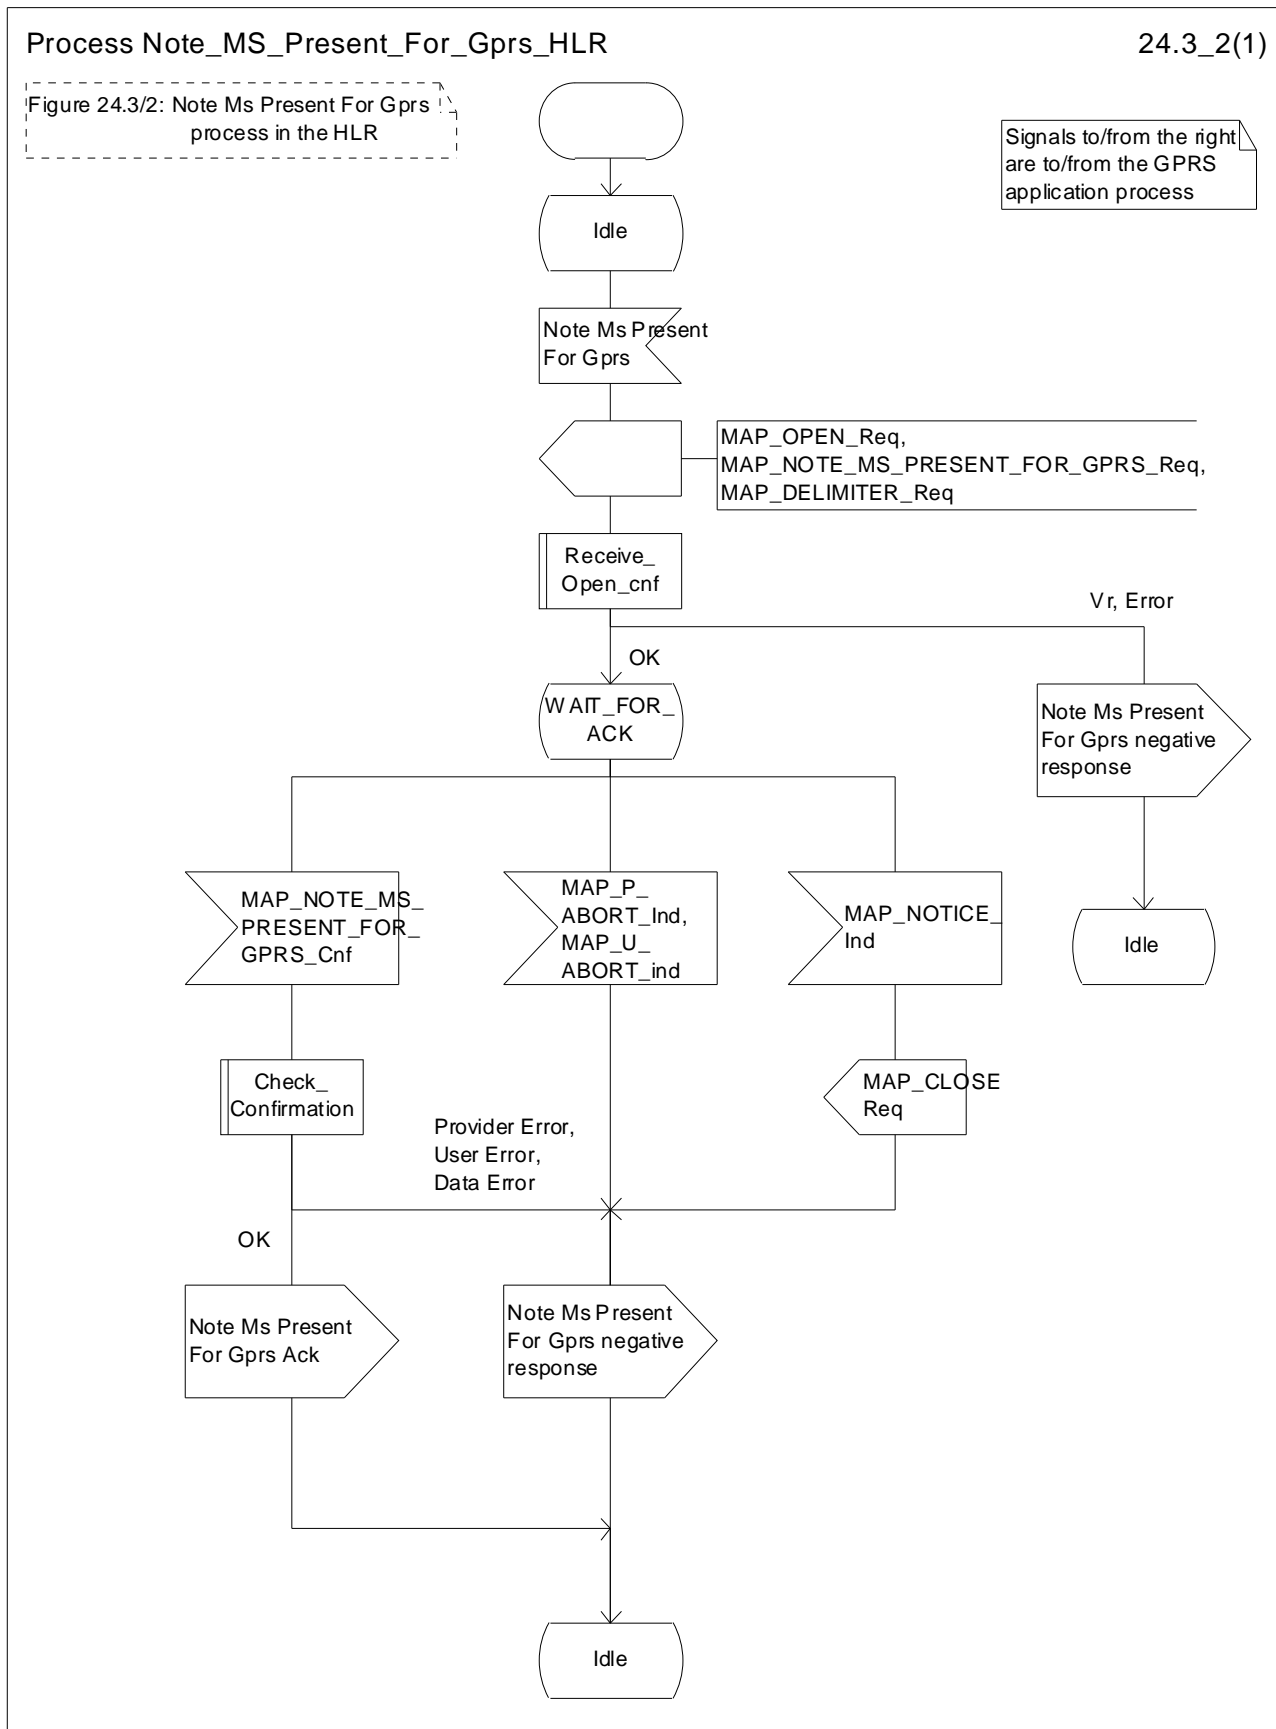 Process Note_MS_Present_For_Gprs_HLR
24.3_2(1)
Figure 24.3/2: Note Ms Present For Gprs
process in the HLR
Signals to/from the right
are to/from the GPRS
application process
Idle
Note Ms Present
For Gprs
MAP_OPEN_Req,
MAP_NOTE_MS_PRESENT_FOR_GPRS_Req,
MAP_DELIMITER_Req
Receive_
Open_cnf
Vr, Error
OK
WAIT_FOR_
ACK
Note Ms Present
For Gprs negative
response
MAP_NOTE_MS_
PRESENT_FOR_
GPRS_Cnf
MAP_P_
ABORT_Ind,
MAP_U_
ABORT_ind
MAP_NOTICE_
Ind
Idle
Check_
Confirmation
MAP_CLOSE
Req
Provider Error,
User Error,
Data Error
OK
Note Ms Present
For Gprs Ack
Note Ms Present
For Gprs negative
response
Idle